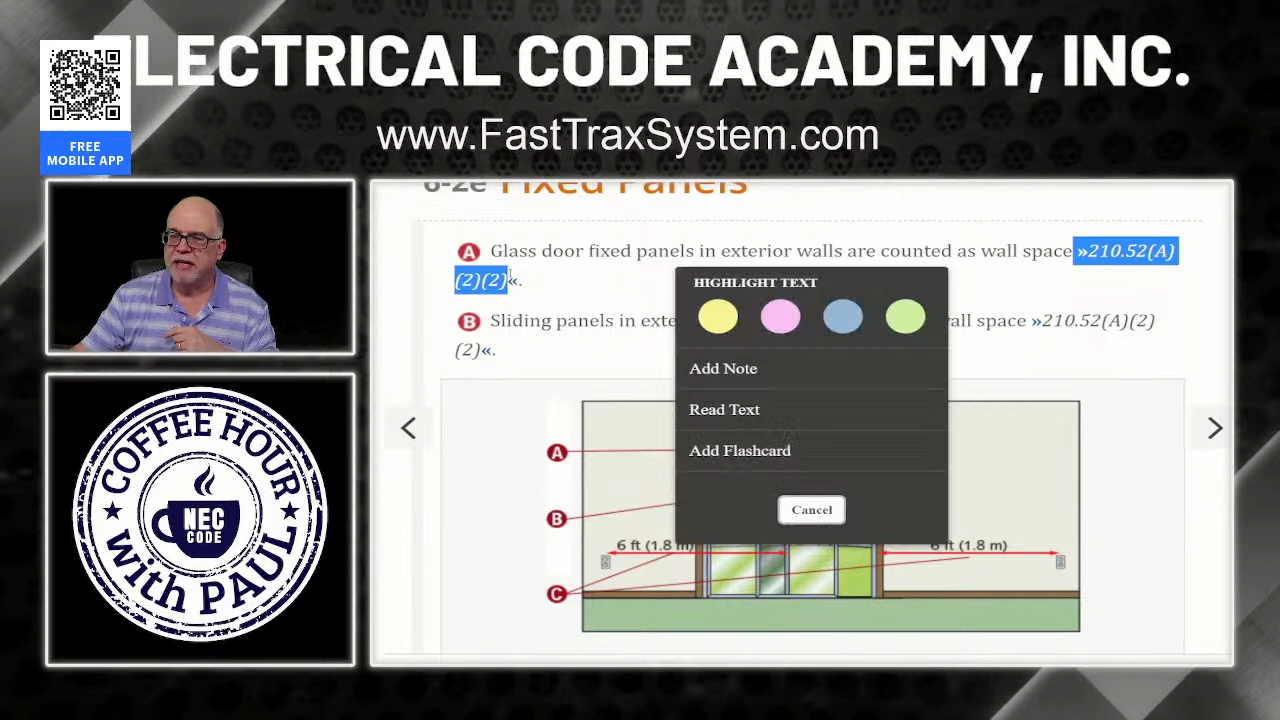 ELECTRICAL CODE ACADEMY, INC.
www.FastTraxSystem.com
FREE
MOBILE APP
6-2e Fixed Panels
A Glass door fixed panels in exterior walls are counted as wall space »210.52(A)
(2)(2)«.
B Sliding panels in exte
wall space »210.52(A)(2)
(2)«.
HIGHLIGHT TEXT
Add Note
Read Text
Add Flashcard
Cancel
A
B
C
6 ft (1.8 m)
6 ft (1.8 m)
COFFEE HOUR
NEC
CODE
with PAUL